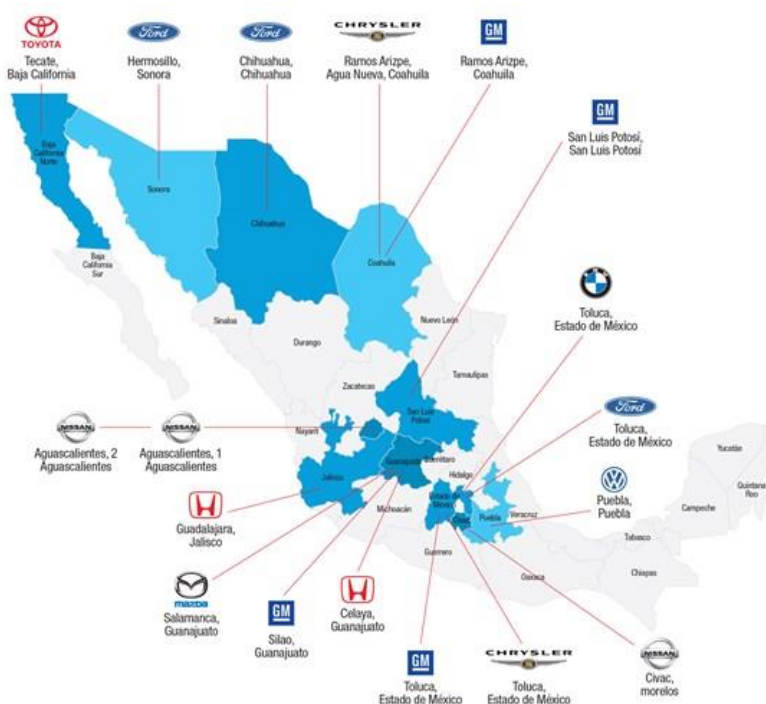 TOYOTA
Tecate,
Baja California
Ford
Hermosillo,
Sonora
Ford
Chihuahua,
Chihuahua
CHRYSLER
Ramos Arizpe,
Agua Nueva, Coahuila
GM
Ramos Arizpe,
Coahuila
GM
San Luis Potosí,
San Luis Potosí
Baja
California
Norte
Sonora
Chihuahua
Coahuila
Baja
California
Sur
Sinaloa
Durango
Nuevo León
Zacatecas
Tamaulipas
BMW
Toluca,
Estado de México
NISSAN
Aguascalientes, 2
Aguascalientes
NISSAN
Aguascalientes, 1
Aguascalientes
Nayarit
San Luis
Potosí
Ford
Toluca,
Estado de México
Jalisco
Guanajuato
Querétaro
Hidalgo
Yucatán
Quintana
Roo
Campeche
Guadalajara,
Jalisco
Michoacán
Estado de
México
Civac
Puebla
Veracruz
Puebla,
Puebla
Tabasco
Guerrero
Oaxaca
Chiapas
mazda
Salamanca,
Guanajuato
GM
Silao,
Guanajuato
Celaya,
Guanajuato
GM
Toluca,
Estado de México
CHRYSLER
Toluca,
Estado de México
NISSAN
Civac,
morelos